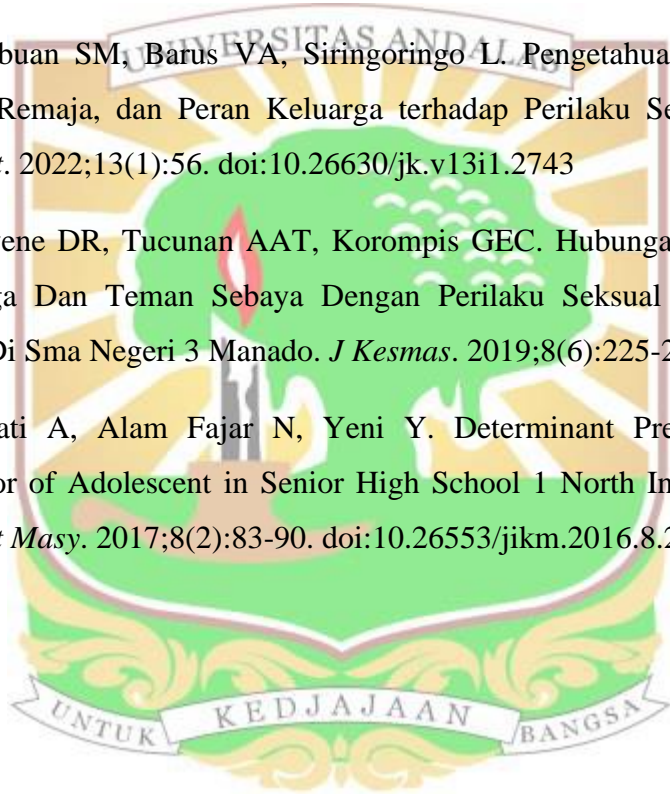 UNIVERSITAS ANDALAS
buan SM, Barus VA, Siringoringo L. Pengetahua
Remaja, dan Peran Keluarga terhadap Perilaku Se
t. 2022;13(1):56. doi:10.26630/jk.v13i1.2743
ene DR, Tucunan AAT, Korompis GEC. Hubunga
ga Dan Teman Sebaya Dengan Perilaku Seksual
Di Sma Negeri 3 Manado. J Kesmas. 2019;8(6):225-2
ati A, Alam Fajar N, Yeni Y. Determinant Pre
or of Adolescent in Senior High School 1 North In
t Masy. 2017;8(2):83-90. doi:10.26553/jikm.2016.8.2
UNTUK KEDJAJAAN BANGSA